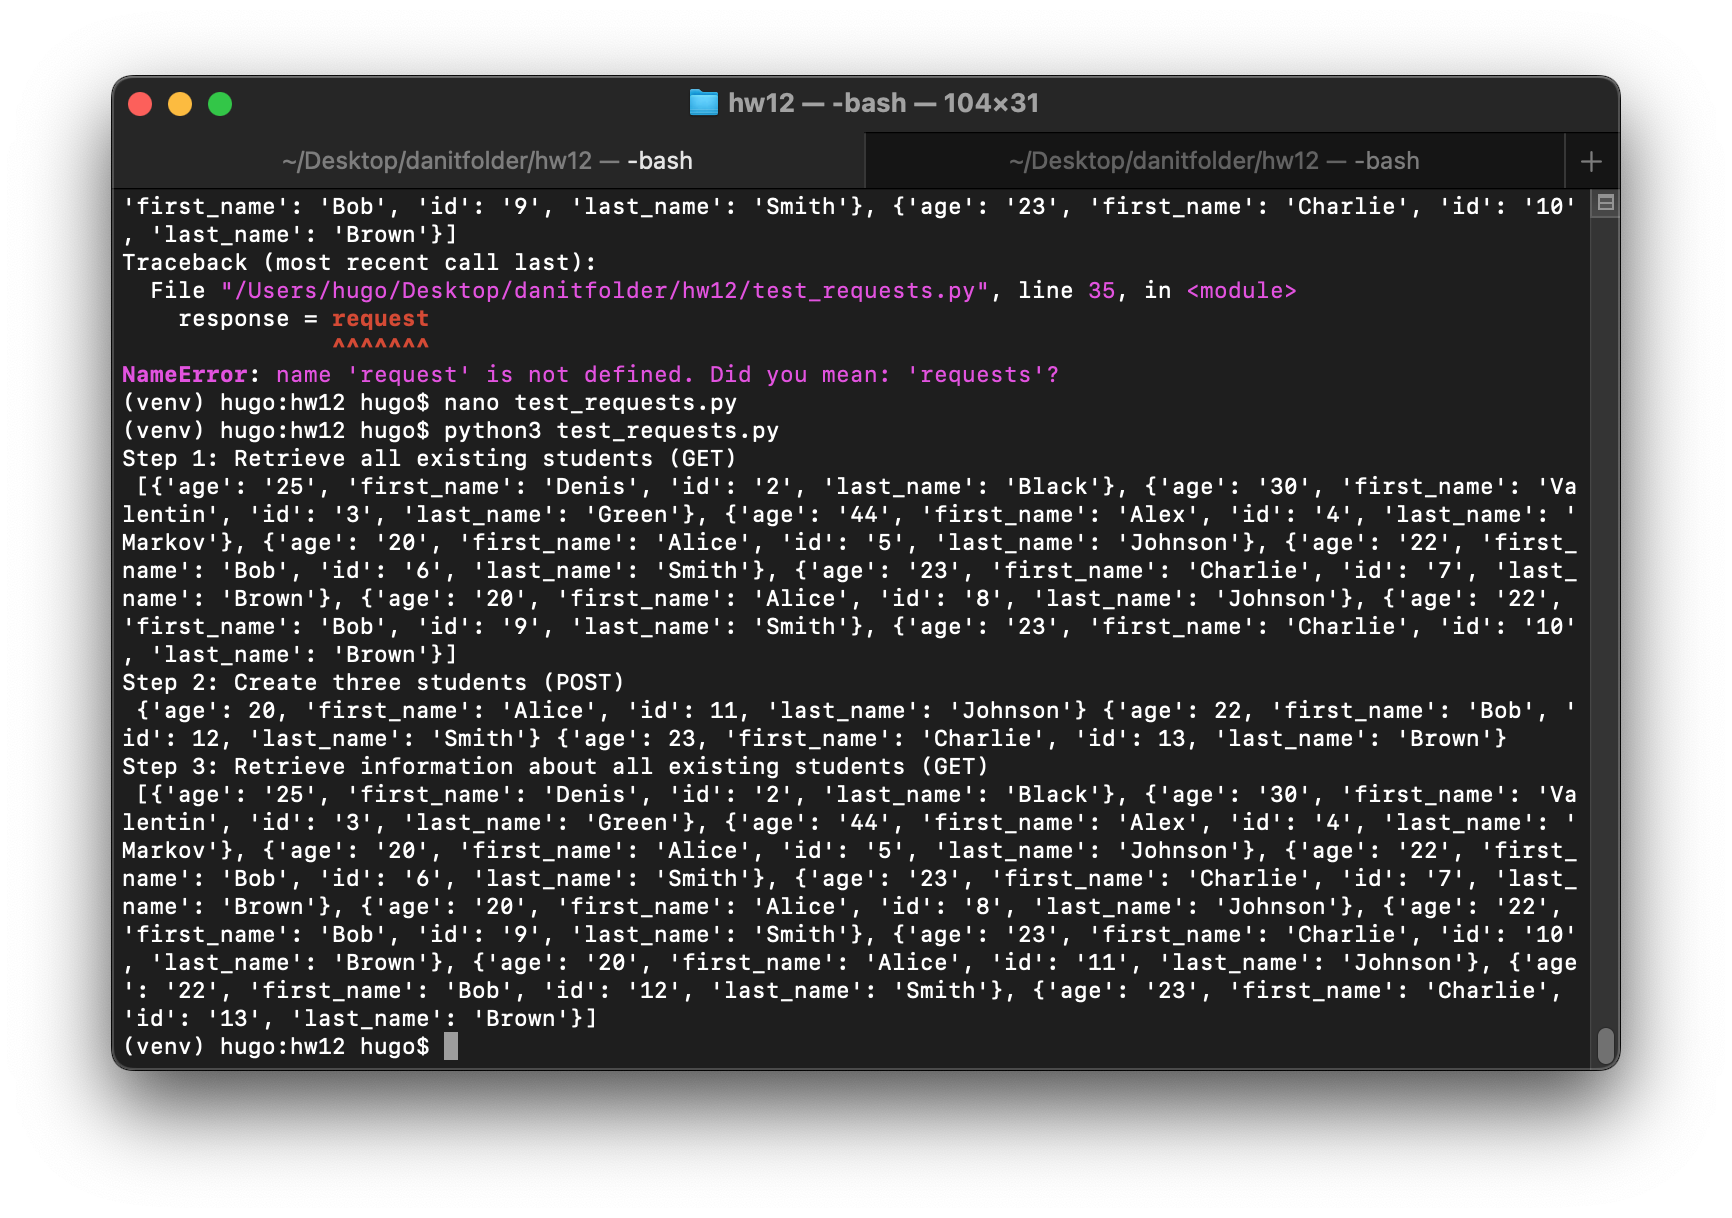 hw12 — -bash — 104×31
~/Desktop/danitfolder/hw12 — -bash
~/Desktop/danitfolder/hw12 — -bash
+
'first_name': 'Bob', 'id': '9', 'last_name': 'Smith'}, {'age': '23', 'first_name': 'Charlie', 'id': '10'
, 'last_name': 'Brown'}]
Traceback (most recent call last):
  File "/Users/hugo/Desktop/danitfolder/hw12/test_requests.py", line 35, in <module>
    response = request
               ^^^^^^^
NameError: name 'request' is not defined. Did you mean: 'requests'?
(venv) hugo:hw12 hugo$ nano test_requests.py
(venv) hugo:hw12 hugo$ python3 test_requests.py
Step 1: Retrieve all existing students (GET)
 [{'age': '25', 'first_name': 'Denis', 'id': '2', 'last_name': 'Black'}, {'age': '30', 'first_name': 'Va
lentin', 'id': '3', 'last_name': 'Green'}, {'age': '44', 'first_name': 'Alex', 'id': '4', 'last_name': '
Markov'}, {'age': '20', 'first_name': 'Alice', 'id': '5', 'last_name': 'Johnson'}, {'age': '22', 'first_
name': 'Bob', 'id': '6', 'last_name': 'Smith'}, {'age': '23', 'first_name': 'Charlie', 'id': '7', 'last_
name': 'Brown'}, {'age': '20', 'first_name': 'Alice', 'id': '8', 'last_name': 'Johnson'}, {'age': '22',
'first_name': 'Bob', 'id': '9', 'last_name': 'Smith'}, {'age': '23', 'first_name': 'Charlie', 'id': '10'
, 'last_name': 'Brown'}]
Step 2: Create three students (POST)
 {'age': 20, 'first_name': 'Alice', 'id': 11, 'last_name': 'Johnson'} {'age': 22, 'first_name': 'Bob', '
id': 12, 'last_name': 'Smith'} {'age': 23, 'first_name': 'Charlie', 'id': 13, 'last_name': 'Brown'}
Step 3: Retrieve information about all existing students (GET)
 [{'age': '25', 'first_name': 'Denis', 'id': '2', 'last_name': 'Black'}, {'age': '30', 'first_name': 'Va
lentin', 'id': '3', 'last_name': 'Green'}, {'age': '44', 'first_name': 'Alex', 'id': '4', 'last_name': '
Markov'}, {'age': '20', 'first_name': 'Alice', 'id': '5', 'last_name': 'Johnson'}, {'age': '22', 'first_
name': 'Bob', 'id': '6', 'last_name': 'Smith'}, {'age': '23', 'first_name': 'Charlie', 'id': '7', 'last_
name': 'Brown'}, {'age': '20', 'first_name': 'Alice', 'id': '8', 'last_name': 'Johnson'}, {'age': '22',
'first_name': 'Bob', 'id': '9', 'last_name': 'Smith'}, {'age': '23', 'first_name': 'Charlie', 'id': '10'
, 'last_name': 'Brown'}, {'age': '20', 'first_name': 'Alice', 'id': '11', 'last_name': 'Johnson'}, {'age
': '22', 'first_name': 'Bob', 'id': '12', 'last_name': 'Smith'}, {'age': '23', 'first_name': 'Charlie',
'id': '13', 'last_name': 'Brown'}]
(venv) hugo:hw12 hugo$